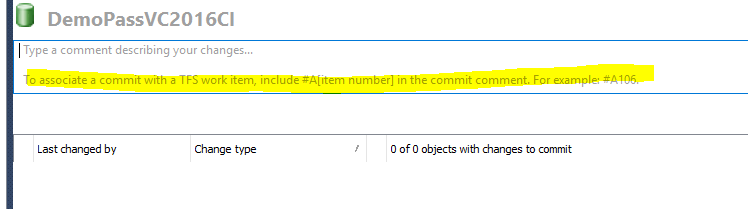 DemoPassVC2016CI
Type a comment describing your changes...
To associate a commit with a TFS work item, include #A[item number] in the commit comment. For example: #A106.
Last changed by Change type / 0 of 0 objects with changes to commit